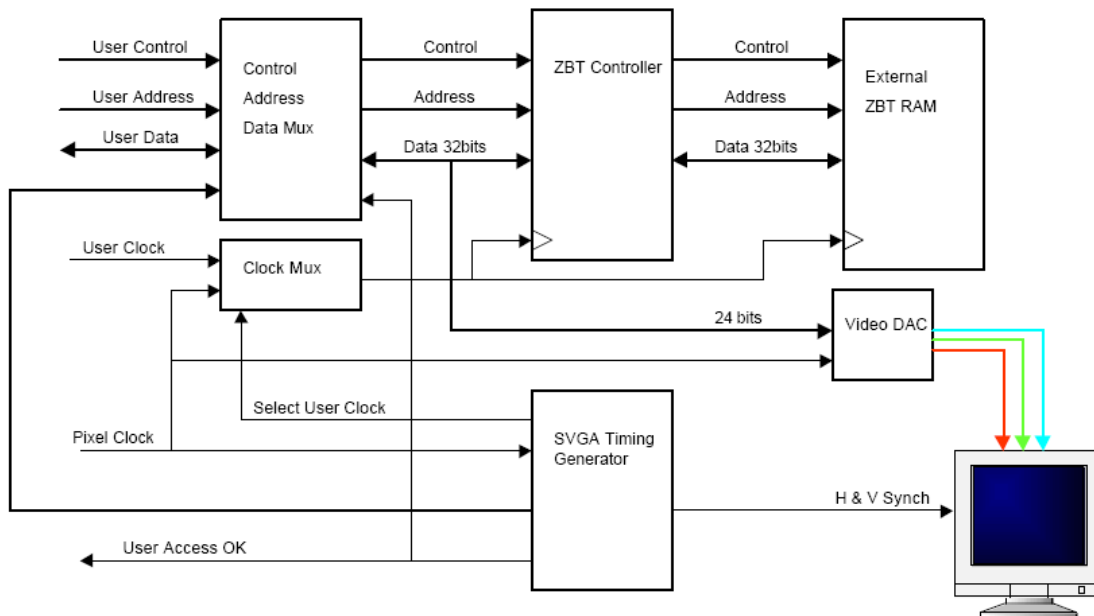 User Control
User Address
User Data
Control
Address
Data Mux
Control
Address
Data 32bits
ZBT Controller
Control
Address
Data 32bits
External
ZBT RAM
User Clock
Clock Mux
24 bits
Video DAC
Select User Clock
Pixel Clock
SVGA Timing
Generator
H & V Synch
User Access OK